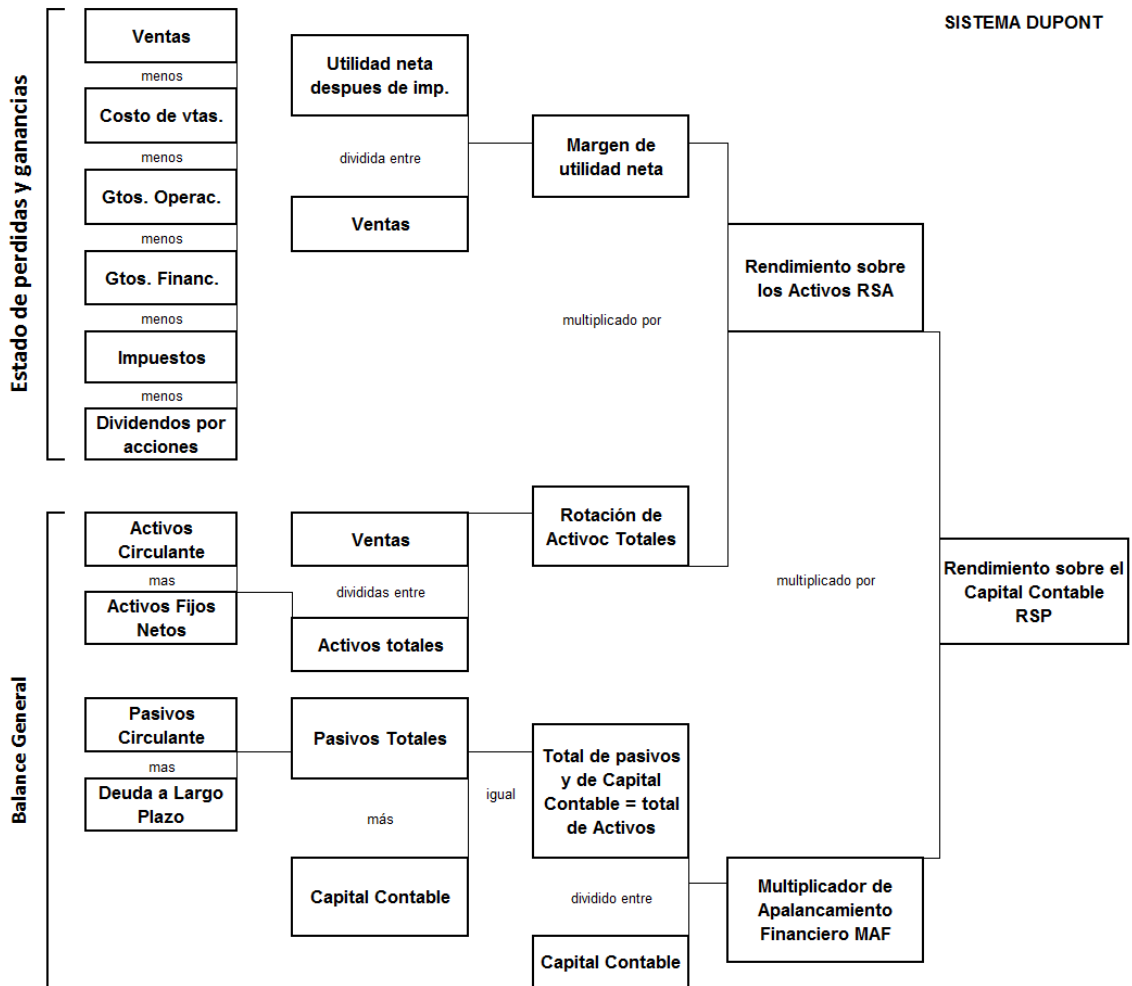 SISTEMA DUPONT
Estado de perdidas y ganancias
Ventas
menos
Costo de vtas.
menos
Gtos. Operac.
menos
Gtos. Financ.
menos
Impuestos
menos
Dividendos por
acciones
Utilidad neta
despues de imp.
dividida entre
Ventas
Margen de
utilidad neta
multiplicado por
Rendimiento sobre
los Activos RSA
Balance General
Activos
Circulante
mas
Activos Fijos
Netos
Ventas
divididas entre
Activos totales
Rotación de
Activoc Totales
multiplicado por
Rendimiento sobre el
Capital Contable
RSP
Pasivos
Circulante
mas
Deuda a Largo
Plazo
Pasivos Totales
más
Capital Contable
igual
Total de pasivos
y de Capital
Contable = total
de Activos
dividido entre
Capital Contable
Multiplicador de
Apalancamiento
Financiero MAF